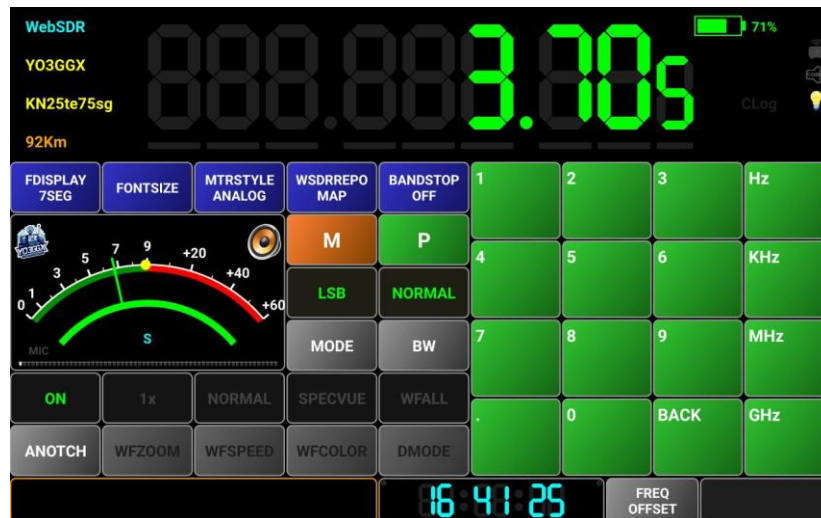 WebSDR
YO3GGX
KN25te75sg
92Km
3.70s
71%
CLog
FDISPLAY
7SEG
FONTSIZE
MTRSTYLE
ANALOG
WSDRREPO
MAP
BANDSTOP
OFF
1
2
3
Hz
YO3GGX
0
1
3
5
7
9
+20
+40
+60
S
MIC
M
P
LSB
NORMAL
MODE
BW
4
5
6
KHz
7
8
9
MHz
ON
1x
NORMAL
SPECVUE
WFALL
.
0
BACK
GHz
ANOTCH
WFZOOM
WFSPEED
WFCOLOR
DMODE
16:41:25
FREQ
OFFSET